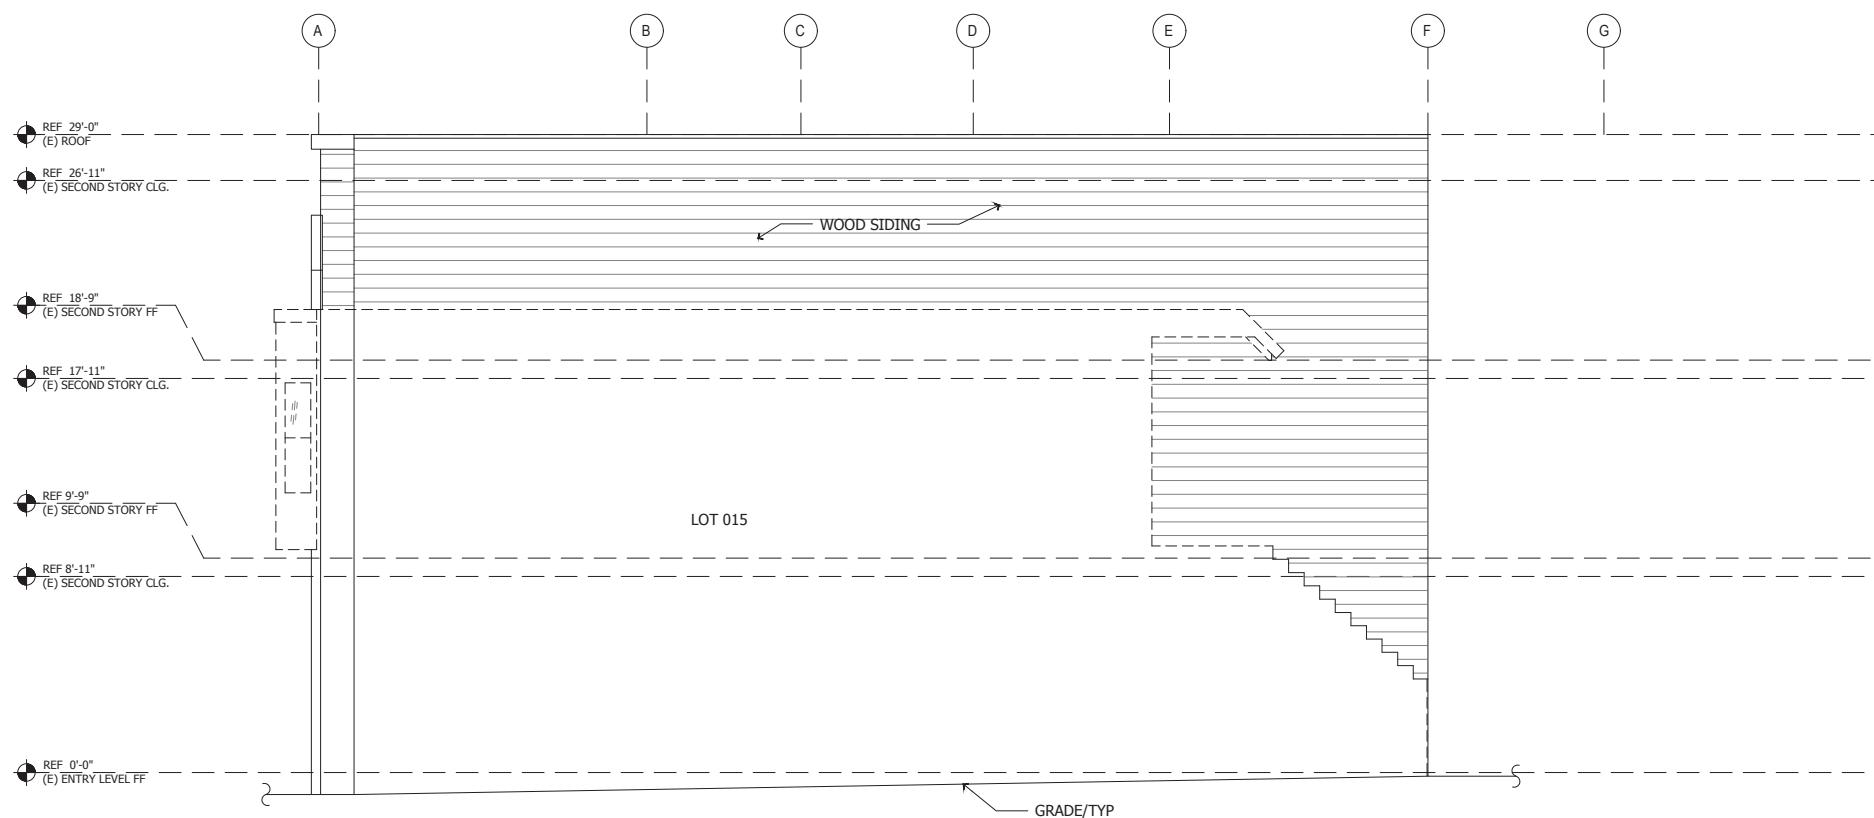 A B C D E F G
REF 29'-0"
(E) ROOF
REF 26'-11"
(E) SECOND STORY CLG.
WOOD SIDING
REF 18'-9"
(E) SECOND STORY FF
REF 17'-11"
(E) SECOND STORY CLG.
REF 9'-9"
(E) SECOND STORY FF
LOT 015
REF 8'-11"
(E) SECOND STORY CLG.
REF 0'-0"
(E) ENTRY LEVEL FF
GRADE/TYP